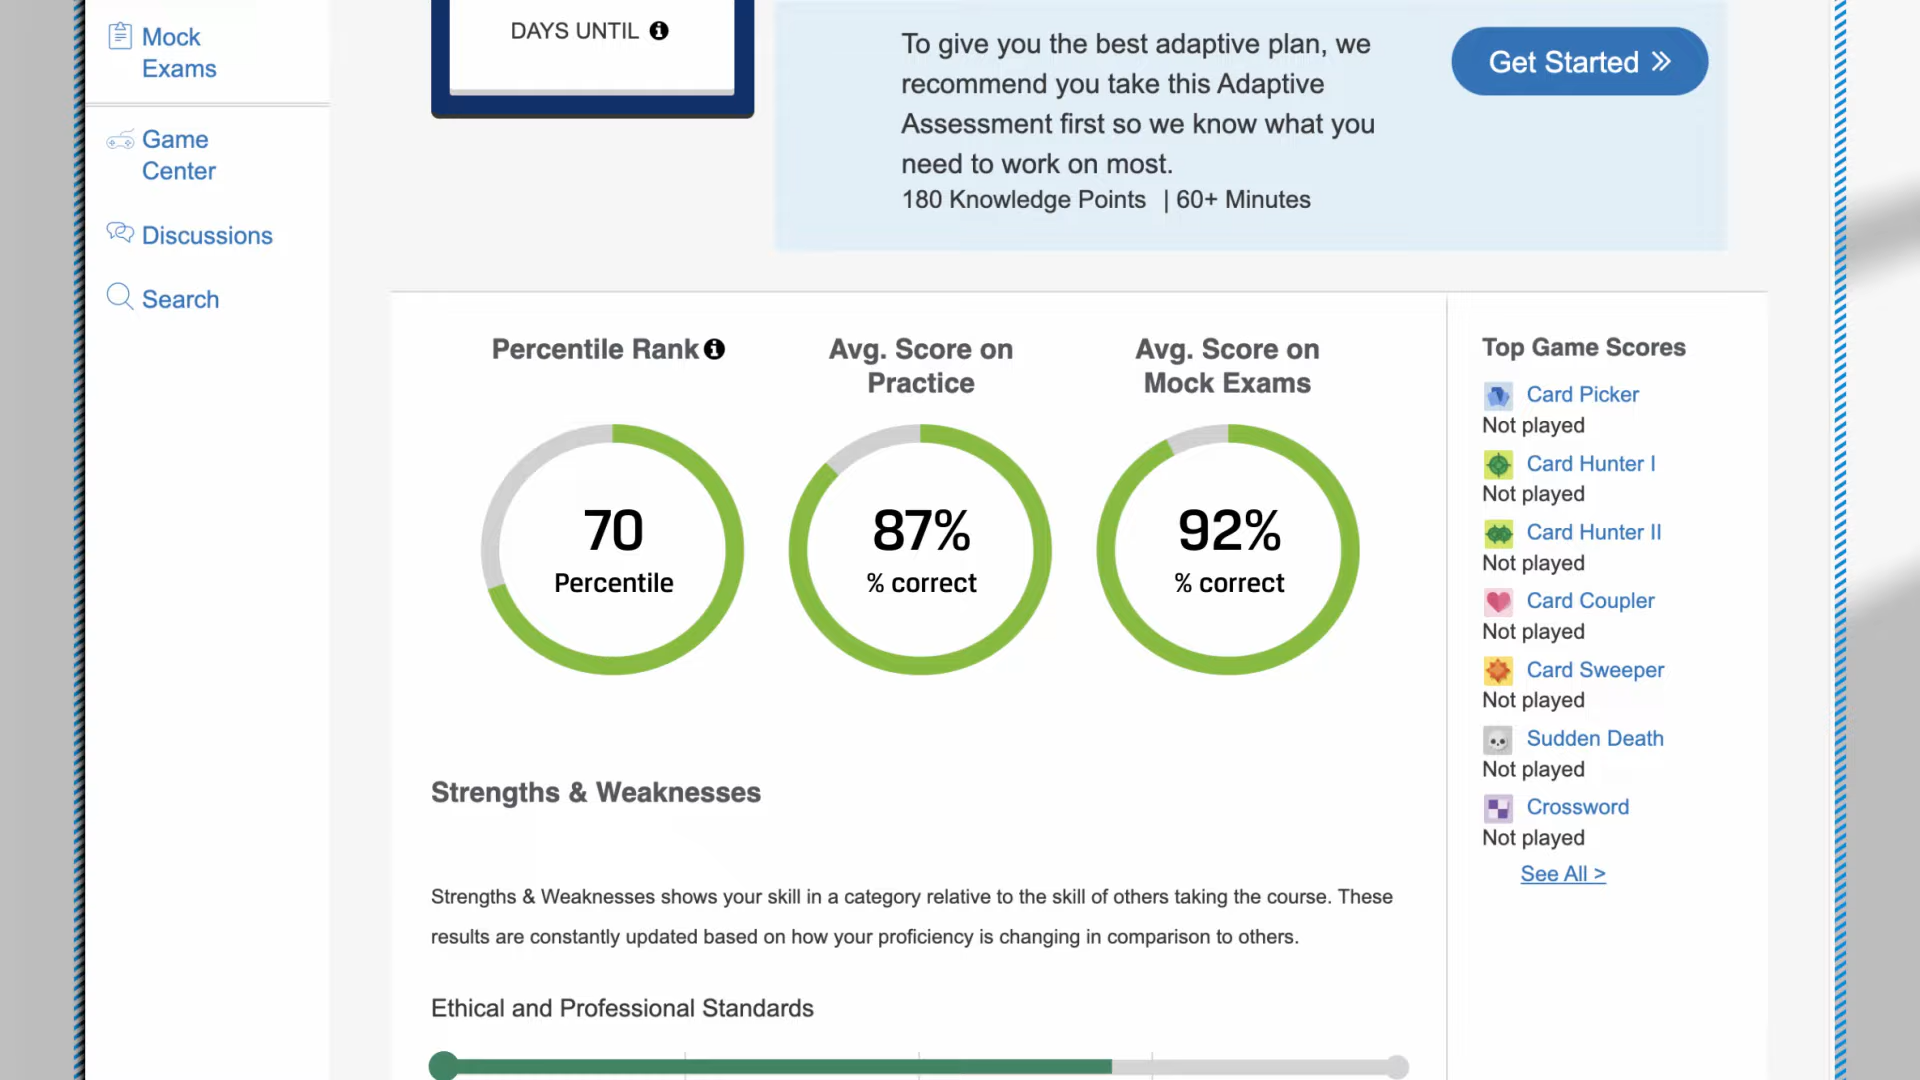 Mock
Exams
Game
Center
Discussions
Search
DAYS UNTIL
To give you the best adaptive plan, we
recommend you take this Adaptive
Assessment first so we know what you
need to work on most.
180 Knowledge Points | 60+ Minutes
Get Started »
Percentile Rank
Avg. Score on
Practice
Avg. Score on
Mock Exams
70
Percentile
87%
% correct
92%
% correct
Strengths & Weaknesses
Strengths & Weaknesses shows your skill in a category relative to the skill of others taking the course. These
results are constantly updated based on how your proficiency is changing in comparison to others.
Ethical and Professional Standards
Top Game Scores
Card Picker
Not played
Card Hunter I
Not played
Card Hunter II
Not played
Card Coupler
Not played
Card Sweeper
Not played
Sudden Death
Not played
Crossword
Not played
See All >